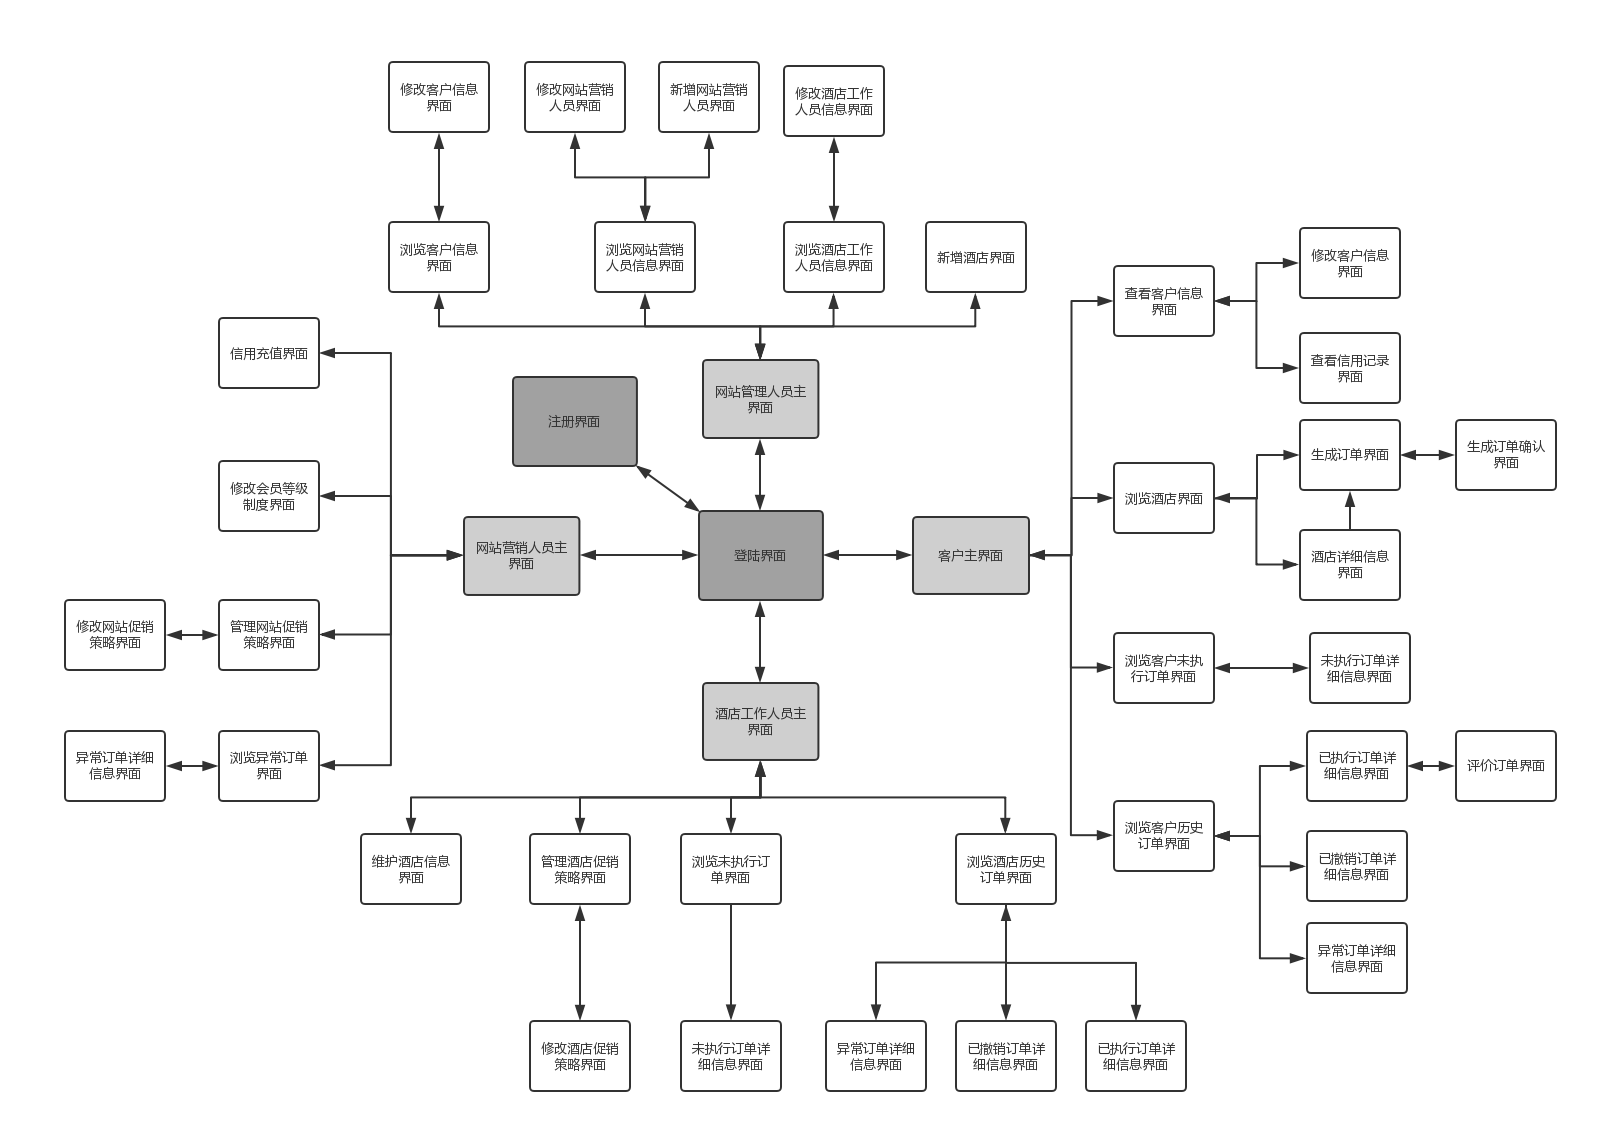 修改客户信息
界面
修改网站营销
人员界面
新增网站营销
人员界面
修改酒店工作
人员信息界面
浏览客户信息
界面
浏览网站营销
人员信息界面
浏览酒店工作
人员信息界面
新增酒店界面
修改客户信息
界面
查看客户信息
界面
查看信用记录
界面
信用充值界面
网站管理人员主
界面
注册界面
生成订单界面
生成订单确认
界面
修改会员等级
制度界面
浏览酒店界面
网站营销人员主
界面
登陆界面
客户主界面
酒店详细信息
界面
修改网站促销
策略界面
管理网站促销
策略界面
浏览客户未执
行订单界面
未执行订单详
细信息界面
酒店工作人员主
界面
异常订单详细
信息界面
浏览异常订单
界面
已执行订单详
细信息界面
评价订单界面
浏览客户历史
订单界面
已撤销订单详
细信息界面
维护酒店信息
界面
管理酒店促销
策略界面
浏览未执行订
单界面
浏览酒店历史
订单界面
异常订单详细
信息界面
修改酒店促销
策略界面
未执行订单详
细信息界面
异常订单详细
信息界面
已撤销订单详
细信息界面
已执行订单详
细信息界面